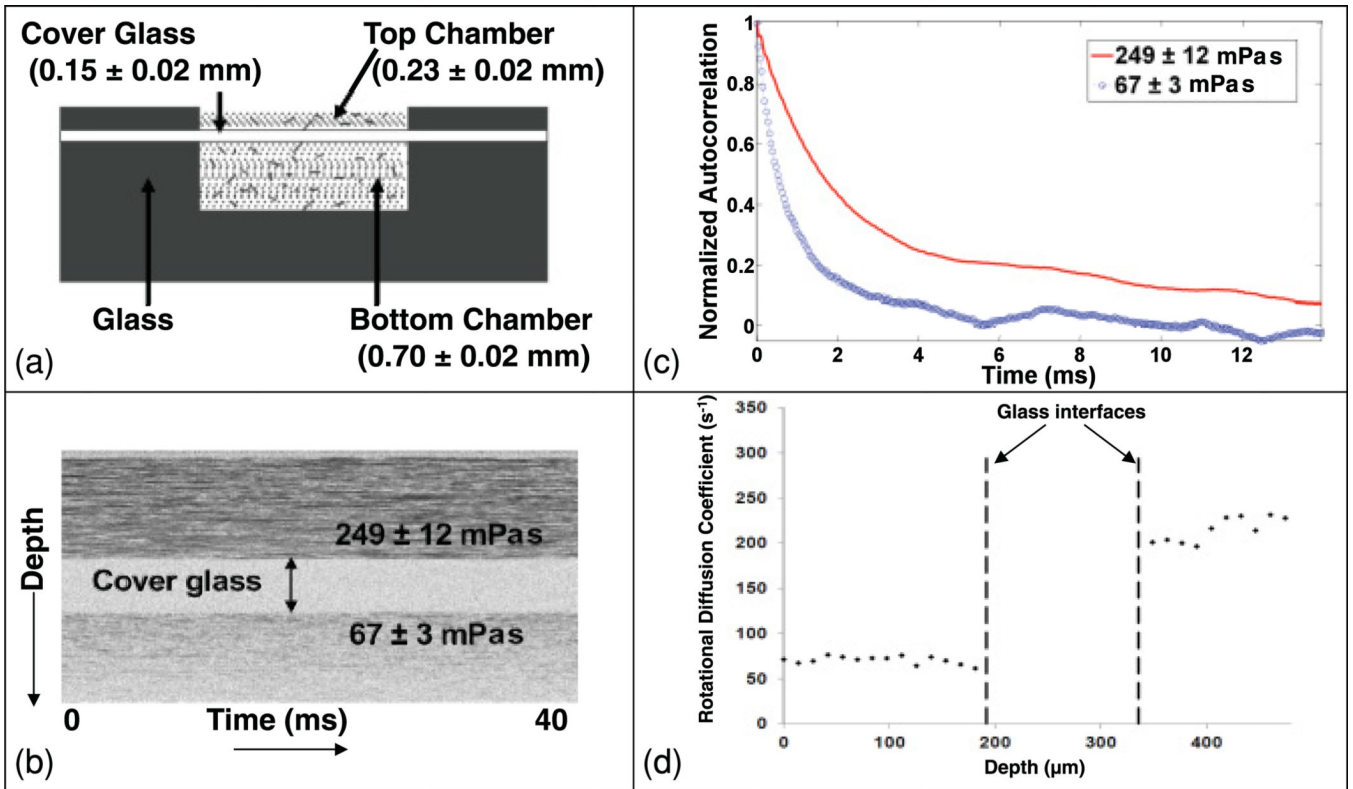 Cover Glass
(0.15 ± 0.02 mm)
Top Chamber
(0.23 ± 0.02 mm)
Glass
Bottom Chamber
(0.70 ± 0.02 mm)
(a)
Depth
249 ± 12 mPas
Cover glass
67 ± 3 mPas
0
Time (ms)
40
(b)
Normalized Autocorrelation
1
0.8
0.6
0.4
0.2
0
249 ± 12 mPas
67 ± 3 mPas
0 2 4 6 8 10 12
Time (ms)
(c)
Rotational Diffusion Coefficient (s⁻¹)
350
300
250
200
150
100
50
0
Glass interfaces
0 100 200 300 400
Depth (µm)
(d)